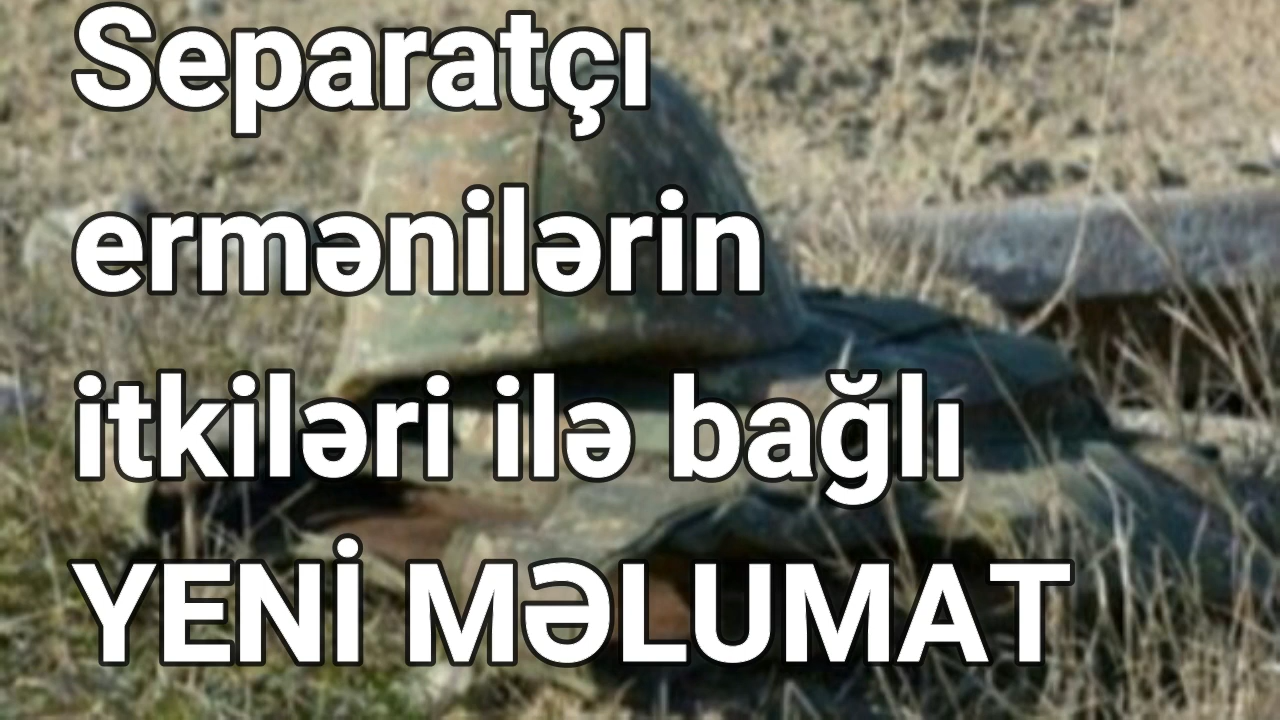 Separatçı
ermənilərin
itkiləri ilə bağlı
YENİ MƏLUMAT